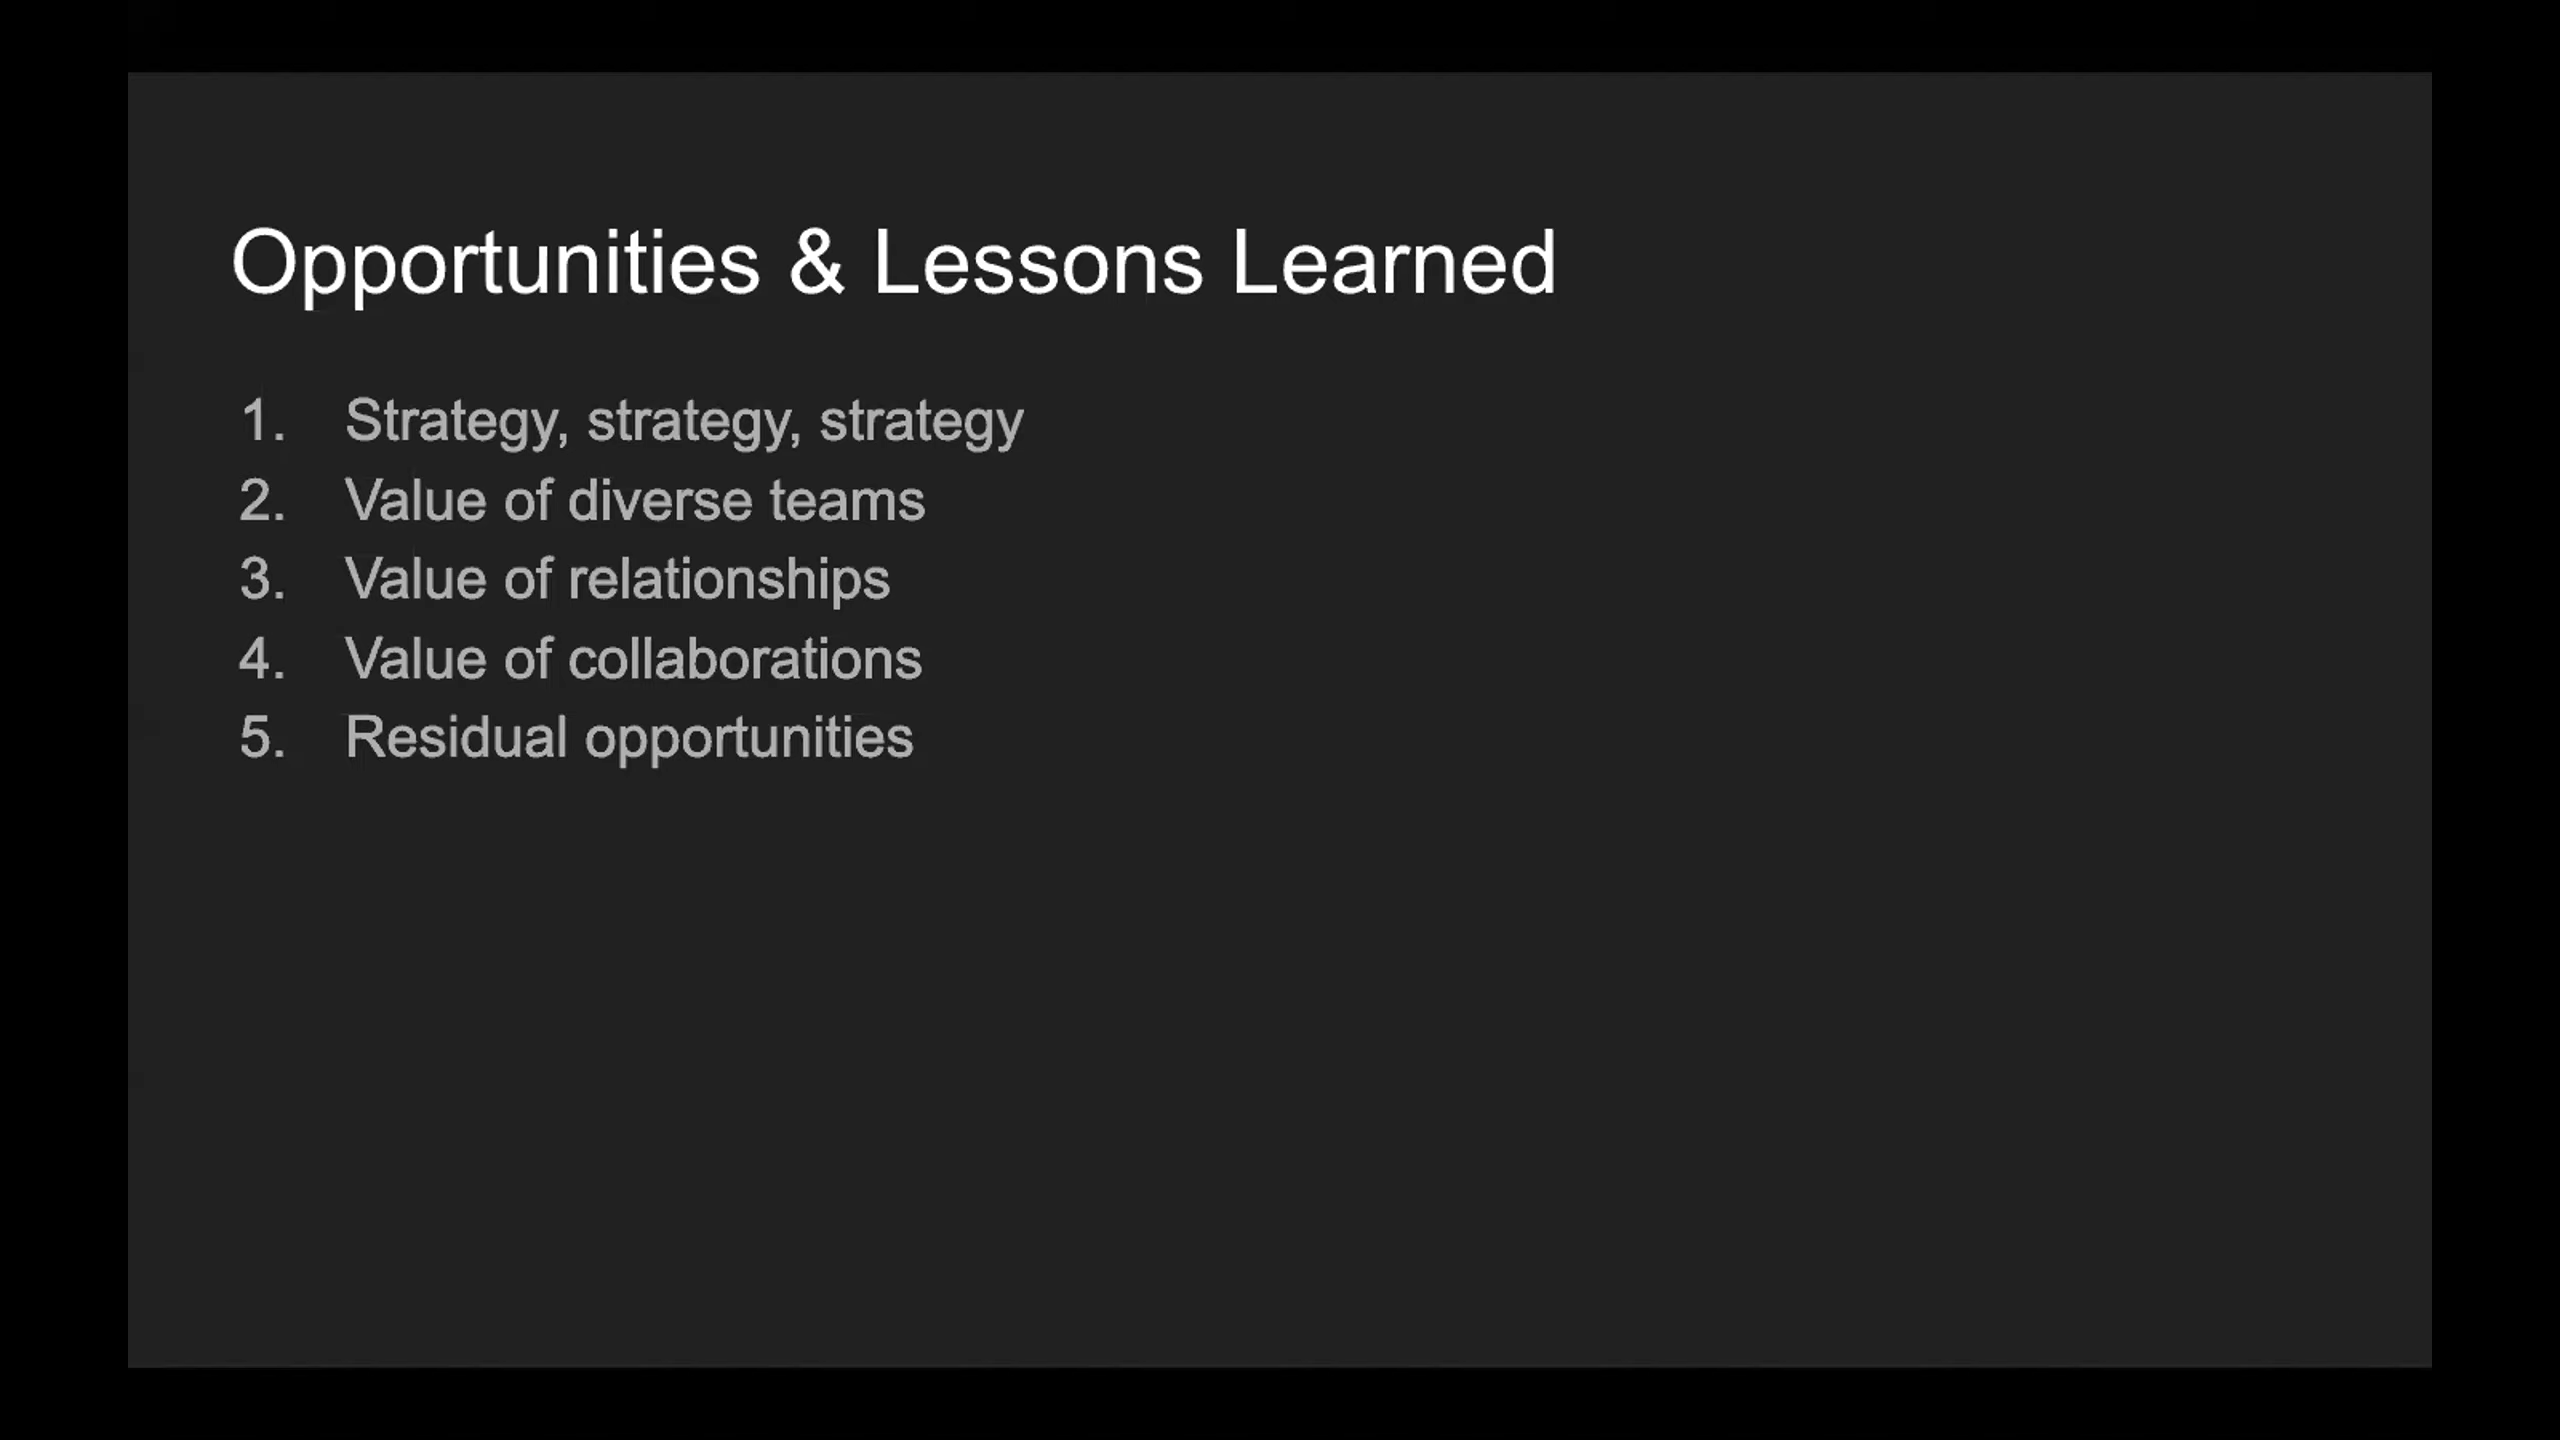 Opportunities & Lessons Learned
1. Strategy, strategy, strategy
2. Value of diverse teams
3. Value of relationships
4. Value of collaborations
5. Residual opportunities